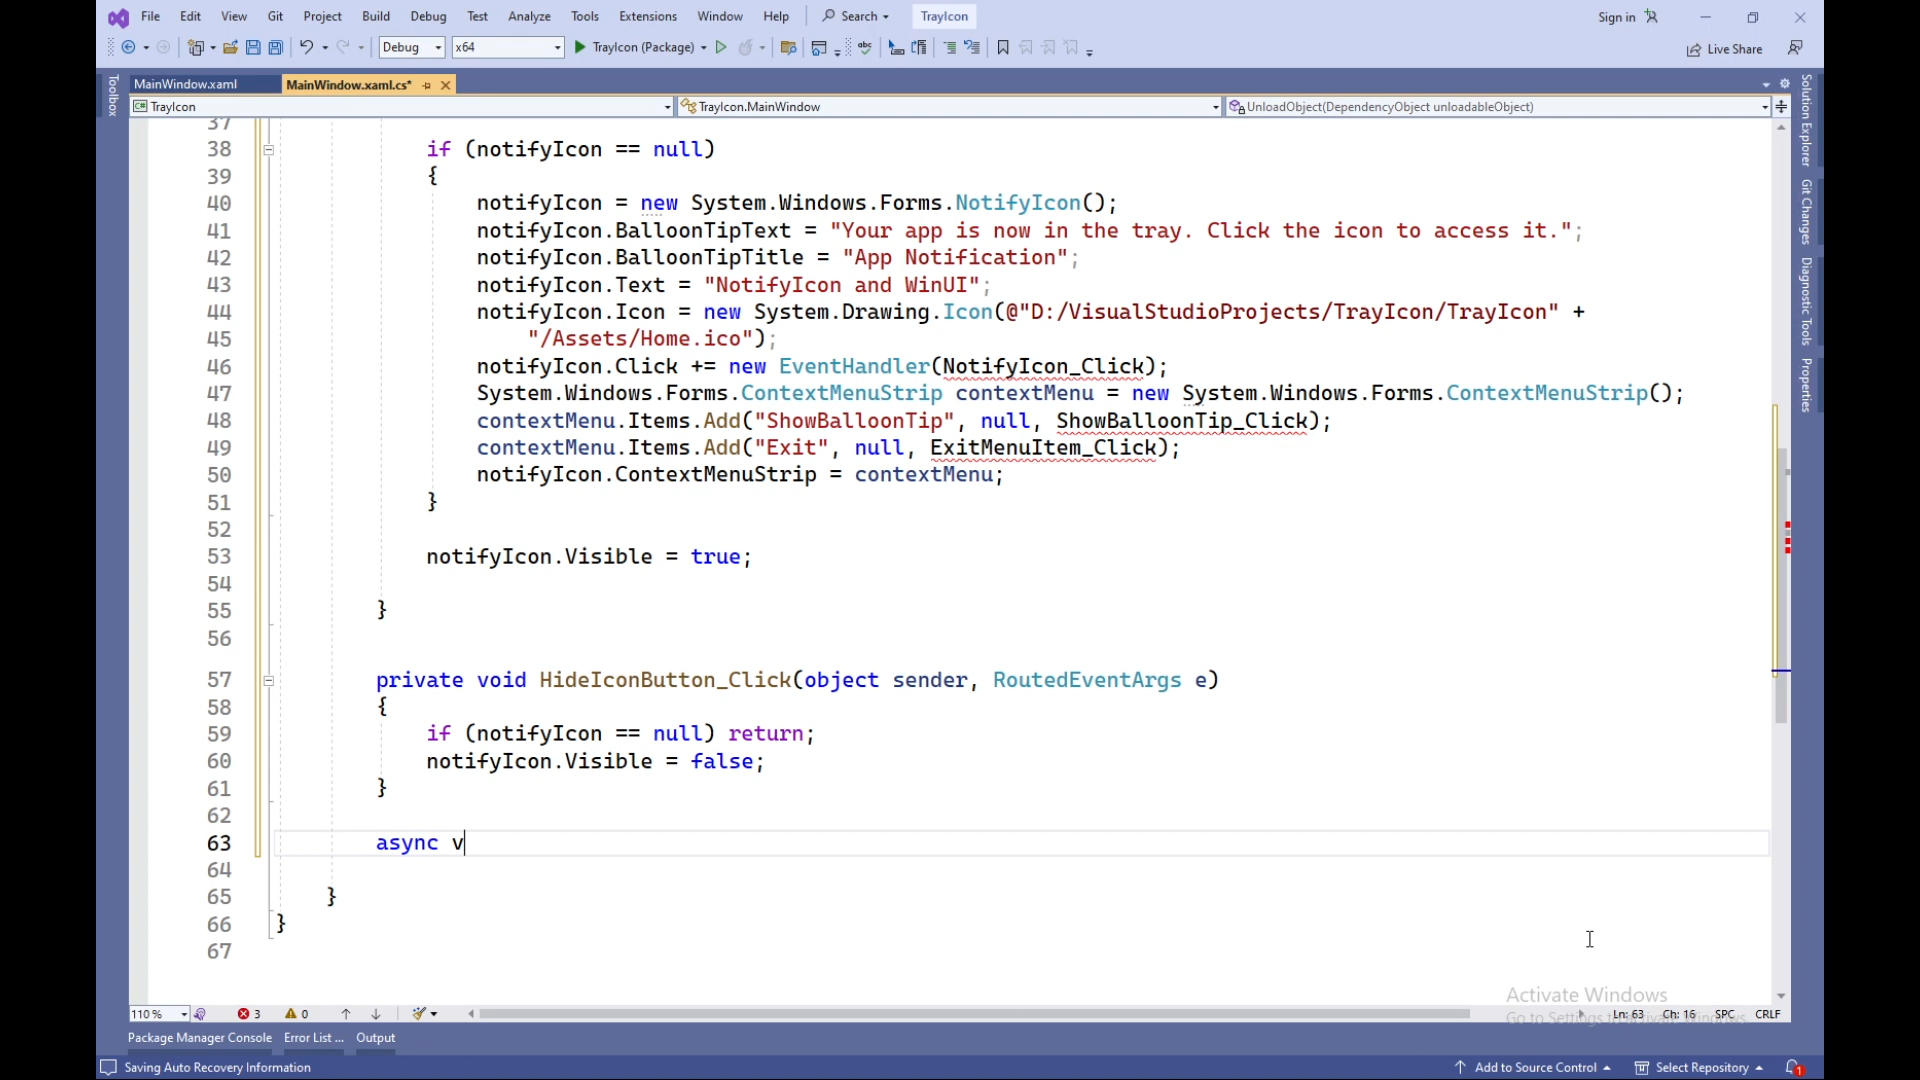 File Edit View Git Project Build Debug Test Analyze Tools Extensions Window Help Search TrayIcon Sign in
Debug x64 TrayIcon (Package) abc Live Share
MainWindow.xaml MainWindow.xaml.cs*
C# TrayIcon TrayIcon.MainWindow UnloadObject(DependencyObject unloadableObject)
Toolbox
Solution Explorer
Git Changes
Diagnostic Tools
Properties
37
38 if (notifyIcon == null)
39 {
40 notifyIcon = new System.Windows.Forms.NotifyIcon();
41 notifyIcon.BalloonTipText = "Your app is now in the tray. Click the icon to access it.";
42 notifyIcon.BalloonTipTitle = "App Notification";
43 notifyIcon.Text = "NotifyIcon and WinUI";
44 notifyIcon.Icon = new System.Drawing.Icon(@"D:/VisualStudioProjects/TrayIcon/TrayIcon" +
45 "/Assets/Home.ico");
46 notifyIcon.Click += new EventHandler(NotifyIcon_Click);
47 System.Windows.Forms.ContextMenuStrip contextMenu = new System.Windows.Forms.ContextMenuStrip();
48 contextMenu.Items.Add("ShowBalloonTip", null, ShowBalloonTip_Click);
49 contextMenu.Items.Add("Exit", null, ExitMenuItem_Click);
50 notifyIcon.ContextMenuStrip = contextMenu;
51 }
52
53 notifyIcon.Visible = true;
54
55 }
56
57 private void HideIconButton_Click(object sender, RoutedEventArgs e)
58 {
59 if (notifyIcon == null) return;
60 notifyIcon.Visible = false;
61 }
62
63 async v
64
65 }
66 }
67
Activate Windows
Go to Settings to activate Windows.
110 % 3 0 Ln: 63 Ch: 16 SPC CRLF
Package Manager Console Error List ... Output
Saving Auto Recovery Information Add to Source Control Select Repository 1